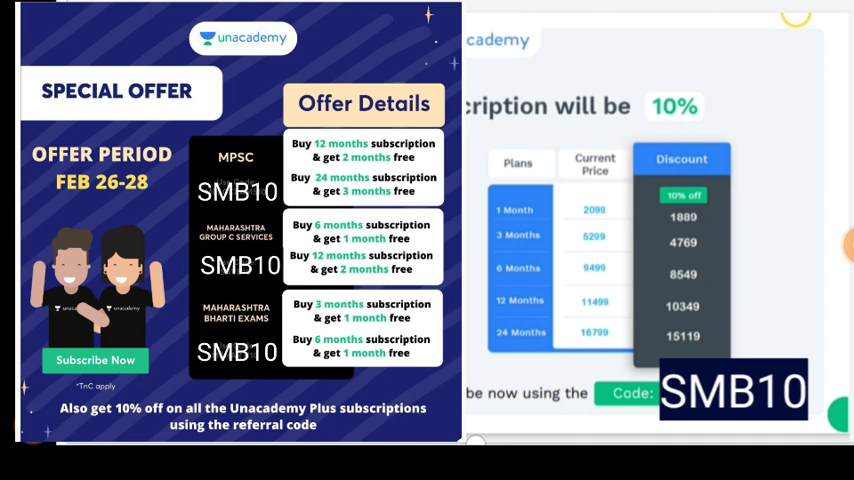 unacademy
SPECIAL OFFER
Offer Details
OFFER PERIOD
FEB 26-28
MPSC
SMB10
Buy 12 months subscription
& get 2 months free
Buy 24 months subscription
& get 3 months free
MAHARASHTRA
GROUP C SERVICES
SMB10
Buy 6 months subscription
& get 1 month free
Buy 12 months subscription
& get 2 months free
MAHARASHTRA
BHARTI EXAMS
SMB10
Buy 3 months subscription
& get 1 month free
Buy 6 months subscription
& get 1 month free
unacademy unacademy
Subscribe Now
*TnC apply
Also get 10% off on all the Unacademy Plus subscriptions
using the referral code
cademy
cription will be 10%
Plans Current Price Discount
10% off
1 Month 2099 1889
3 Months 5299 4769
6 Months 9499 8549
12 Months 11499 10349
24 Months 16799 15119
be now using the Code: SMB10